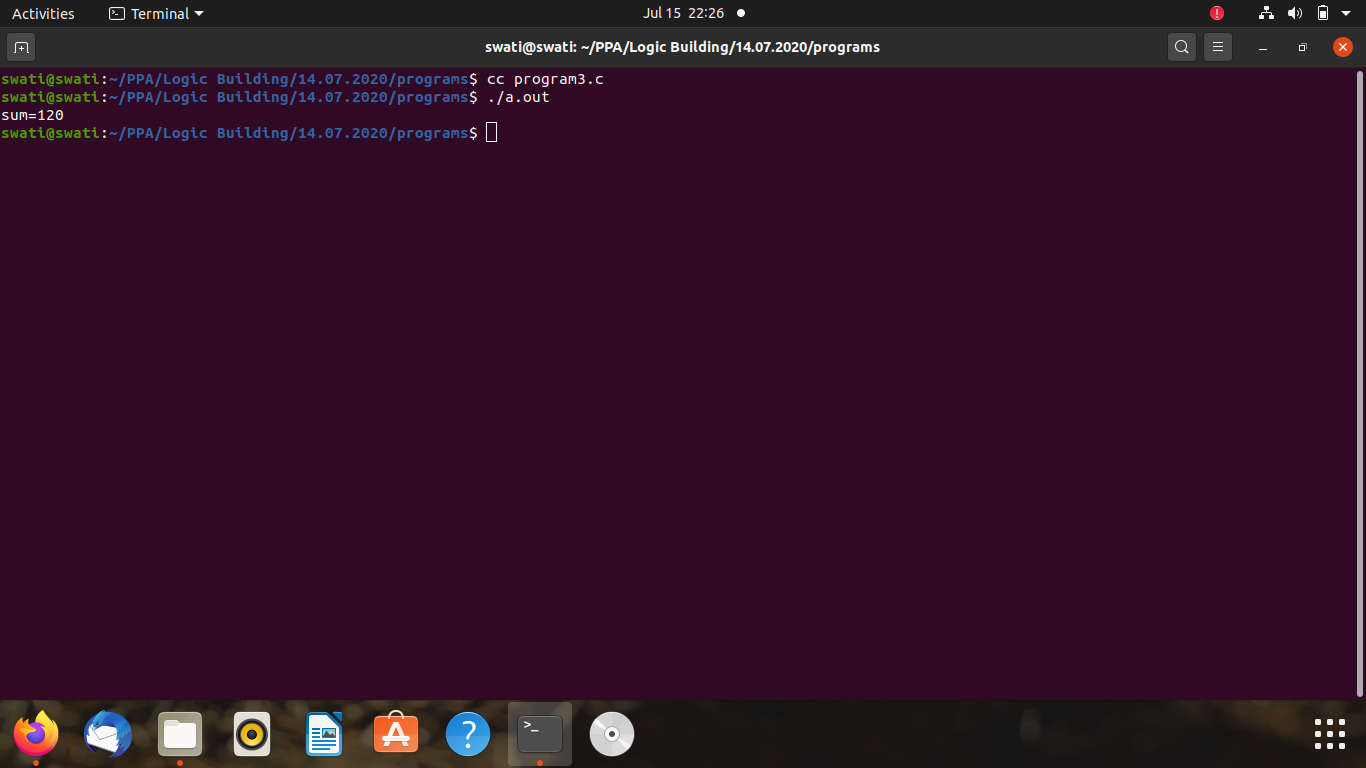 Activities Terminal Jul 15 22:26
swati@swati: ~/PPA/Logic Building/14.07.2020/programs
swati@swati:~/PPA/Logic Building/14.07.2020/programs$ cc program3.c
swati@swati:~/PPA/Logic Building/14.07.2020/programs$ ./a.out
sum=120
swati@swati:~/PPA/Logic Building/14.07.2020/programs$